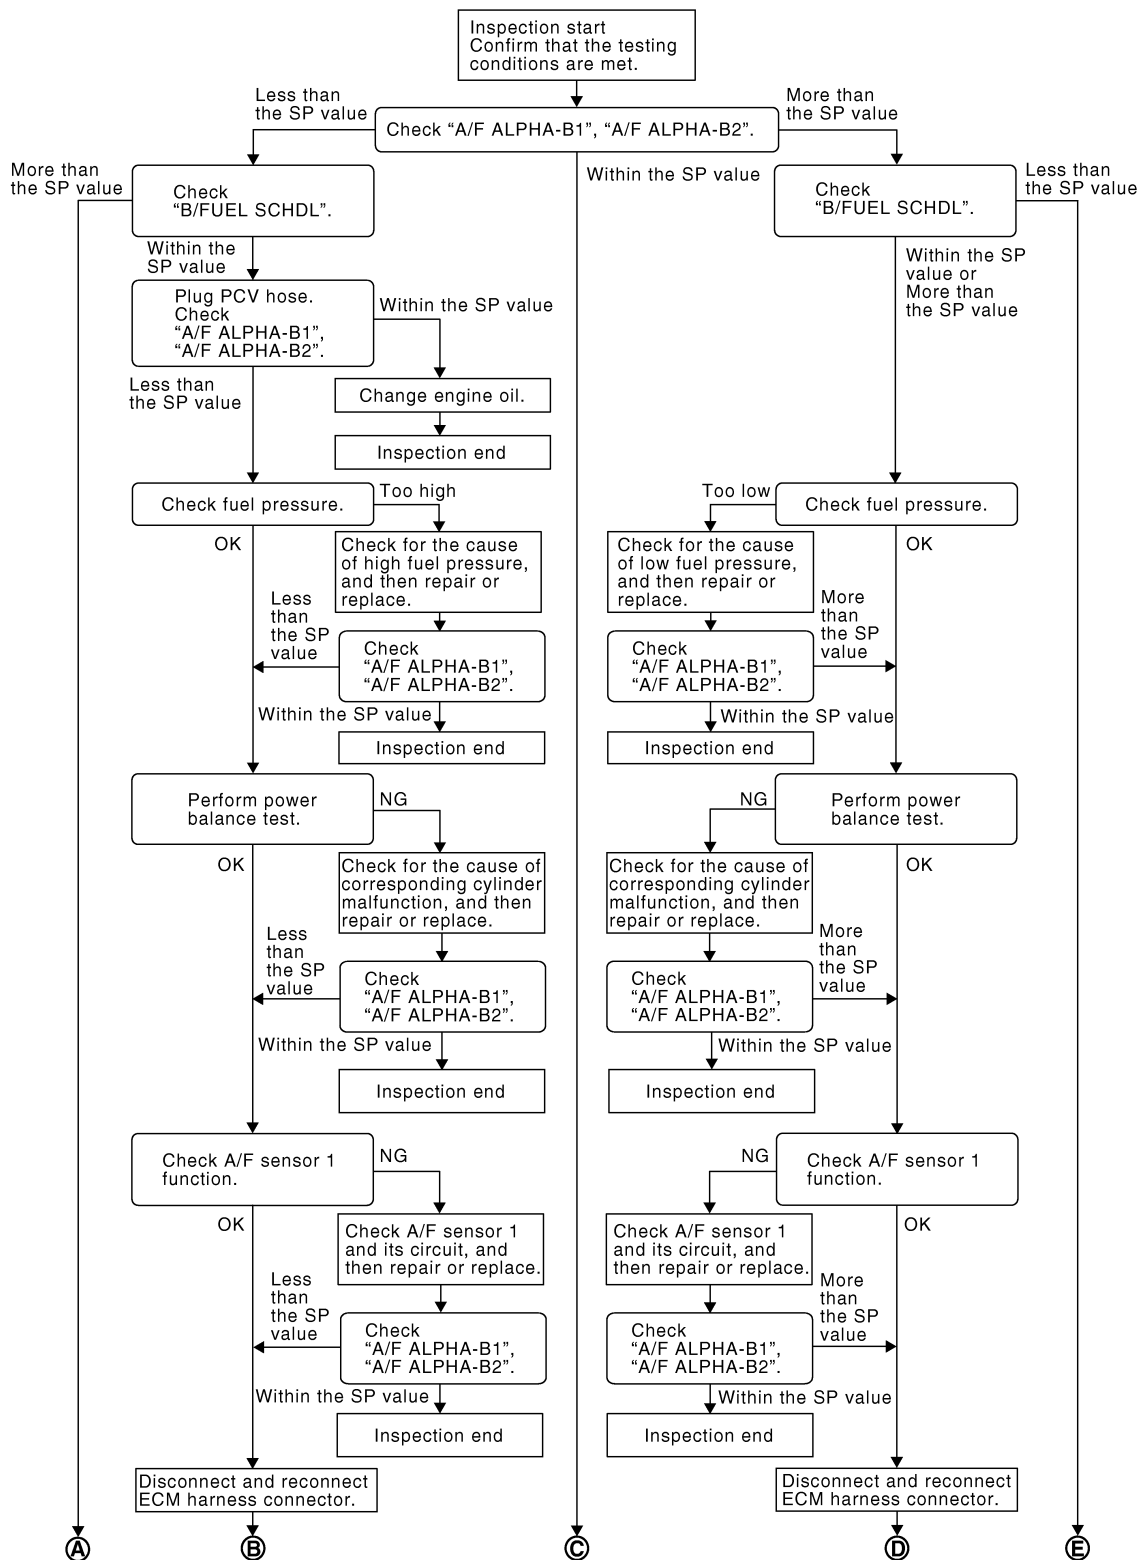 Inspection start
Confirm that the testing
conditions are met.
Less than
the SP value
More than
the SP value
Check “A/F ALPHA-B1”, “A/F ALPHA-B2”.
More than
the SP value
Within the SP value
Less than
the SP value
Check
“B/FUEL SCHDL”.
Check
“B/FUEL SCHDL”.
Within the
SP value
Within the SP
value or
More than
the SP value
Plug PCV hose.
Check
“A/F ALPHA-B1”,
“A/F ALPHA-B2”.
Within the SP value
Less than
the SP value
Change engine oil.
Inspection end
Check fuel pressure.
Too high
Too low
Check fuel pressure.
OK
Check for the cause
of high fuel pressure,
and then repair or
replace.
Check for the cause
of low fuel pressure,
and then repair or
replace.
OK
Less
than
the SP
value
Check
“A/F ALPHA-B1”,
“A/F ALPHA-B2”.
Check
“A/F ALPHA-B1”,
“A/F ALPHA-B2”.
More
than
the SP
value
Within the SP value
Within the SP value
Inspection end
Inspection end
Perform power
balance test.
NG
NG
Perform power
balance test.
OK
Check for the cause of
corresponding cylinder
malfunction, and then
repair or replace.
Check for the cause of
corresponding cylinder
malfunction, and then
repair or replace.
OK
Less
than
the SP
value
Check
“A/F ALPHA-B1”,
“A/F ALPHA-B2”.
Check
“A/F ALPHA-B1”,
“A/F ALPHA-B2”.
More
than
the SP
value
Within the SP value
Within the SP value
Inspection end
Inspection end
Check A/F sensor 1
function.
NG
NG
Check A/F sensor 1
function.
OK
Check A/F sensor 1
and its circuit, and
then repair or replace.
Check A/F sensor 1
and its circuit, and
then repair or replace.
OK
Less
than
the SP
value
Check
“A/F ALPHA-B1”,
“A/F ALPHA-B2”.
Check
“A/F ALPHA-B1”,
“A/F ALPHA-B2”.
More
than
the SP
value
Within the SP value
Within the SP value
Inspection end
Inspection end
Disconnect and reconnect
ECM harness connector.
Disconnect and reconnect
ECM harness connector.
A
B
C
D
E